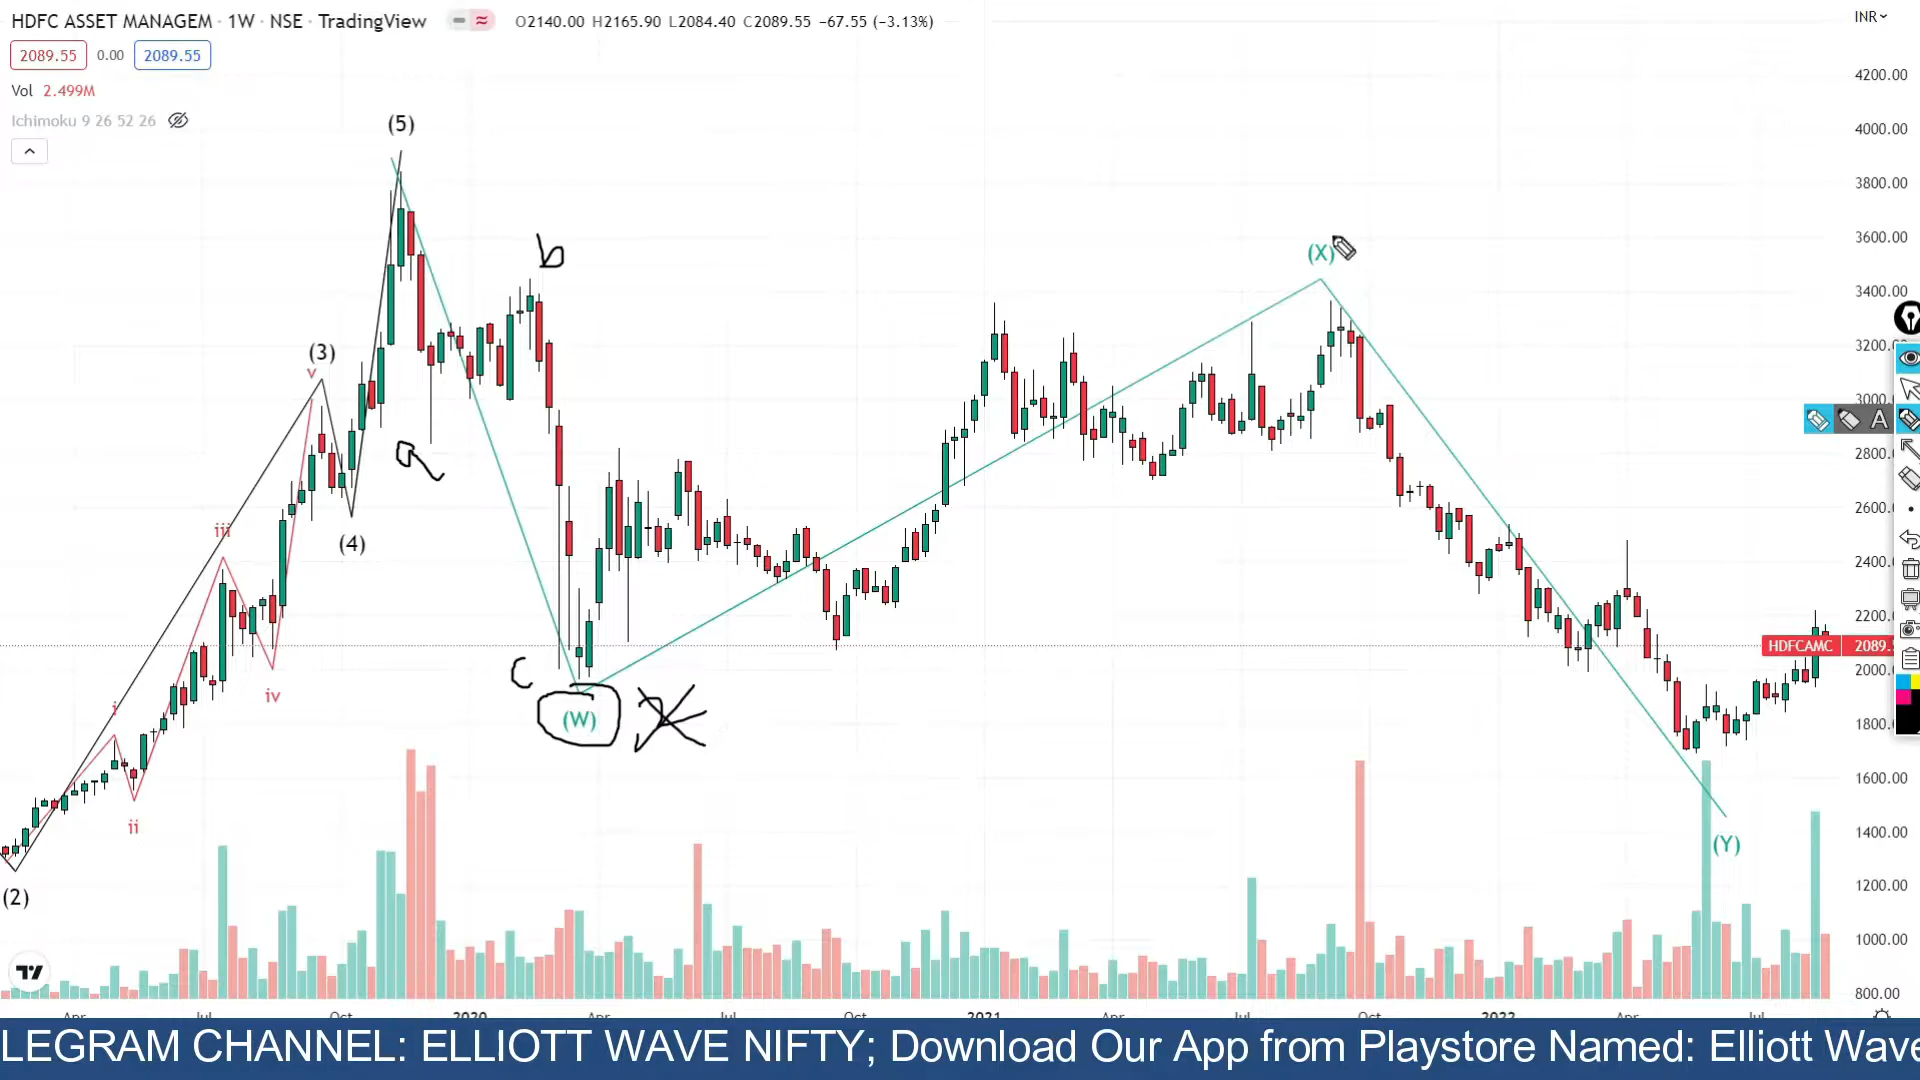 HDFC ASSET MANAGEM · 1W · NSE · TradingView
O2140.00 H2165.90 L2084.40 C2089.55 −67.55 (−3.13%)
INR
2089.55 0.00 2089.55
Vol 2.499M
Ichimoku 9 26 52 26
4200.00
4000.00
3800.00
3600.00
3400.00
3200.00
3000.00
2800.00
2600.00
2400.00
2200.00
2000.00
1800.00
1600.00
1400.00
1200.00
1000.00
800.00
(5)
b
(X)
(3)
v
a
iii
(4)
A
HDFCAMC 2089.
c
iv
i
(W)
ii
(Y)
(2)
Apr Jul Oct 2020 Apr Jul Oct 2021 Apr Jul Oct 2022 Apr Jul
LEGRAM CHANNEL: ELLIOTT WAVE NIFTY; Download Our App from Playstore Named: Elliott Wave